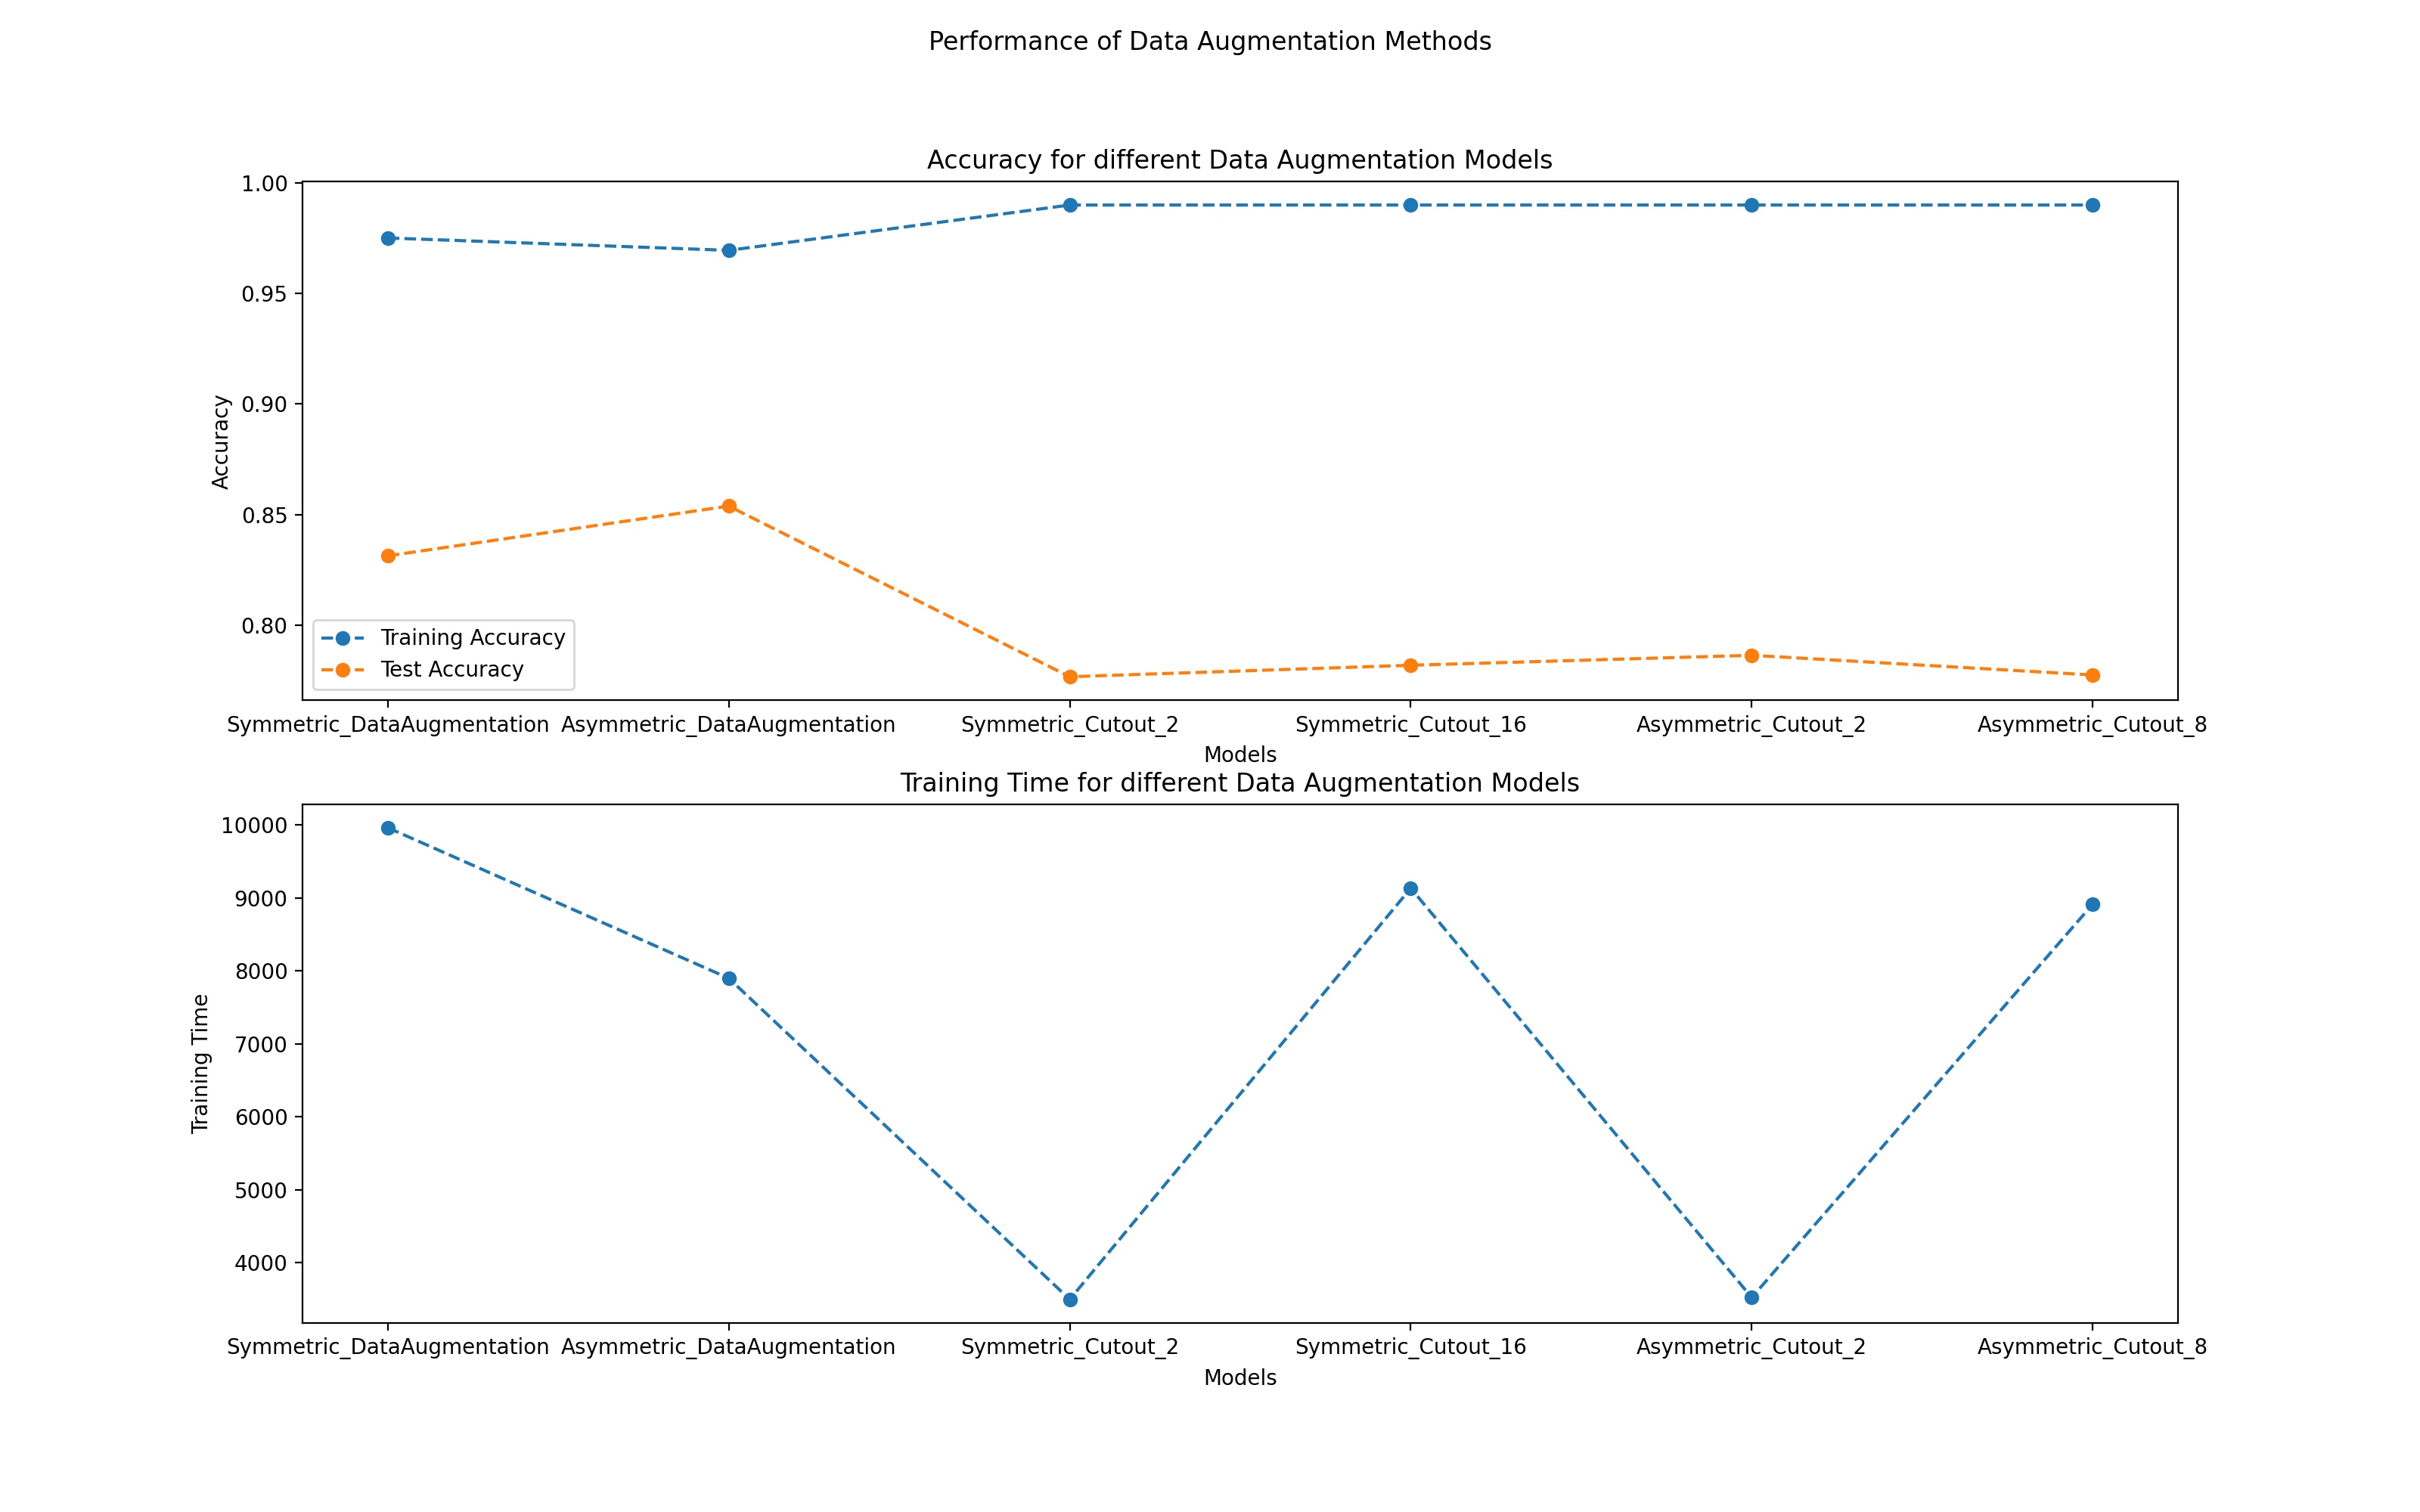 Performance of Data Augmentation Methods
Accuracy for different Data Augmentation Models
1.00
0.95
0.90
0.85
0.80
Accuracy
Training Accuracy
Test Accuracy
Symmetric_DataAugmentation Asymmetric_DataAugmentation Symmetric_Cutout_2 Symmetric_Cutout_16 Asymmetric_Cutout_2 Asymmetric_Cutout_8
Models
Training Time for different Data Augmentation Models
10000
9000
8000
7000
6000
5000
4000
Training Time
Symmetric_DataAugmentation Asymmetric_DataAugmentation Symmetric_Cutout_2 Symmetric_Cutout_16 Asymmetric_Cutout_2 Asymmetric_Cutout_8
Models